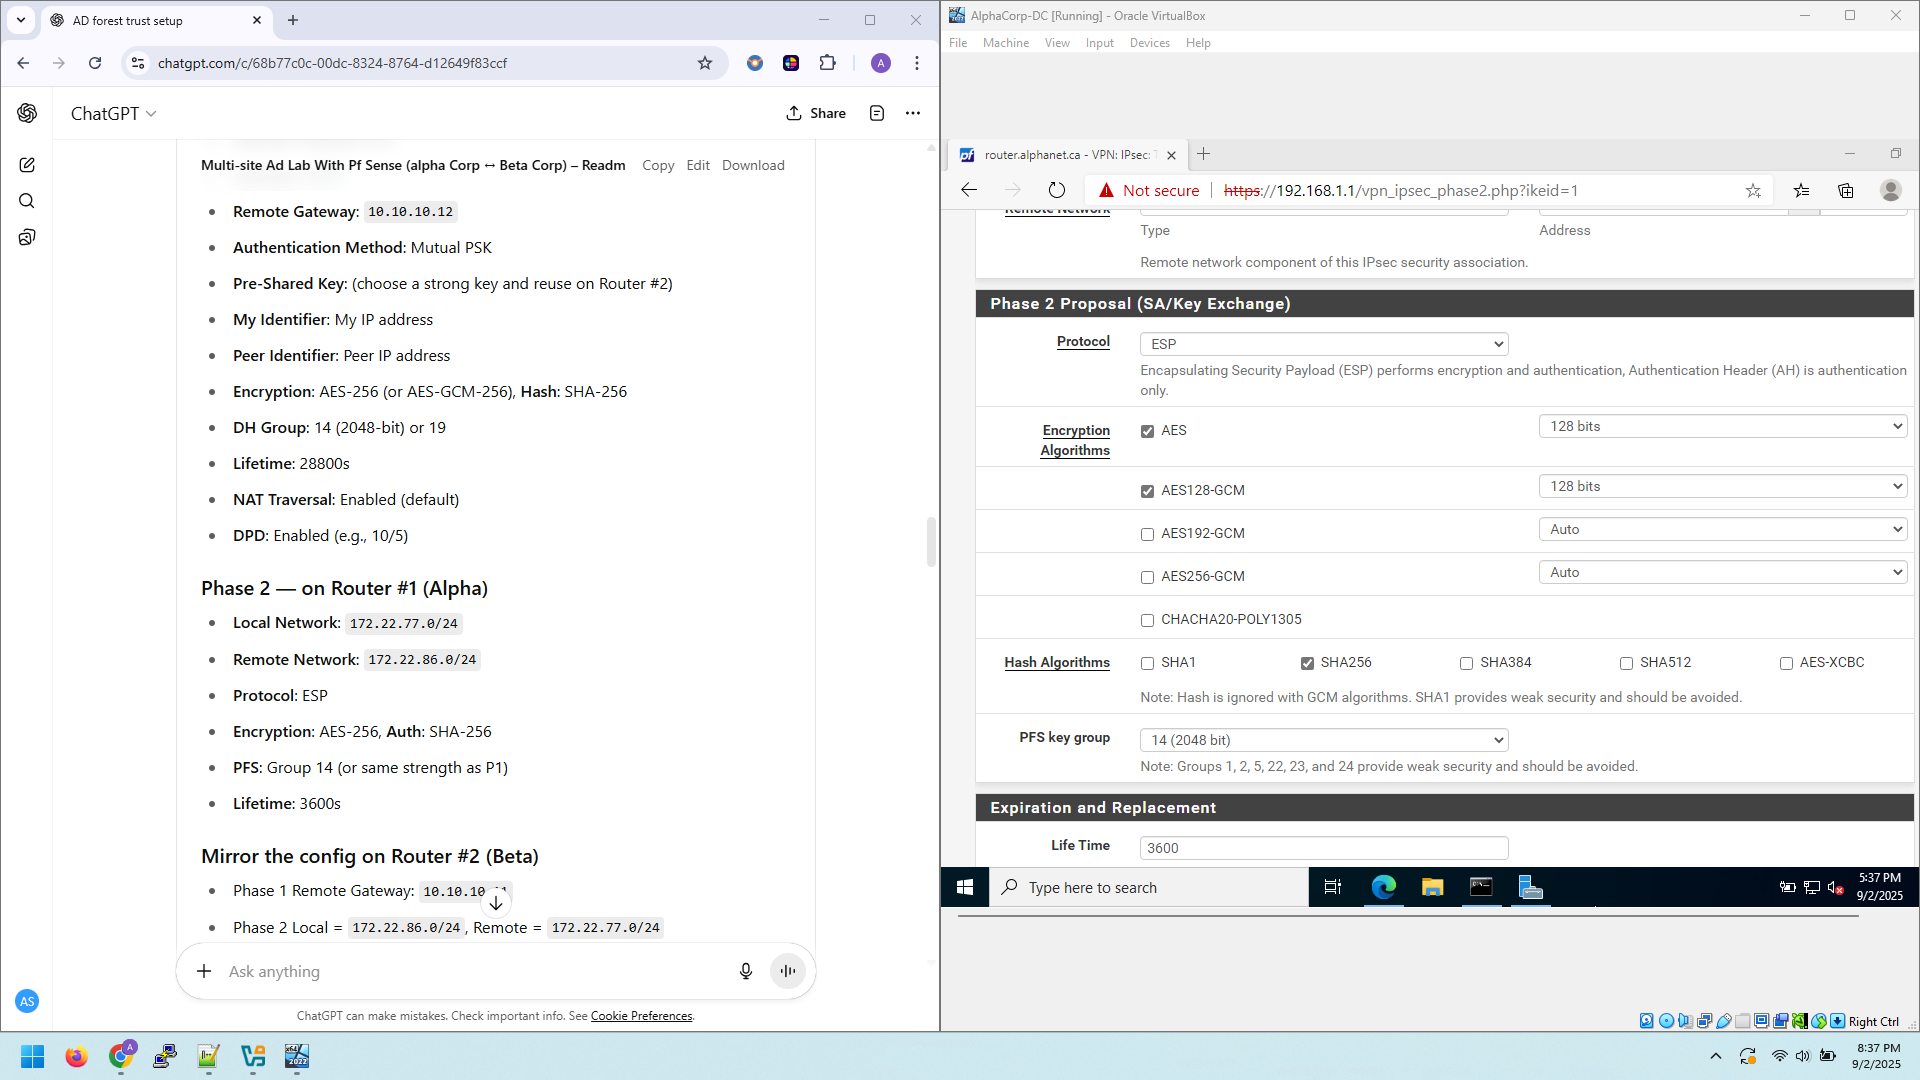 AD forest trust setup
chatgpt.com/c/68b77c0c-00dc-8324-8764-d12649f83ccf
A
ChatGPT
Share
Multi-site Ad Lab With Pf Sense (alpha Corp ↔ Beta Corp) – Readm
Copy Edit Download
• Remote Gateway: 10.10.10.12
• Authentication Method: Mutual PSK
• Pre-Shared Key: (choose a strong key and reuse on Router #2)
• My Identifier: My IP address
• Peer Identifier: Peer IP address
• Encryption: AES-256 (or AES-GCM-256), Hash: SHA-256
• DH Group: 14 (2048-bit) or 19
• Lifetime: 28800s
• NAT Traversal: Enabled (default)
• DPD: Enabled (e.g., 10/5)
Phase 2 — on Router #1 (Alpha)
• Local Network: 172.22.77.0/24
• Remote Network: 172.22.86.0/24
• Protocol: ESP
• Encryption: AES-256, Auth: SHA-256
• PFS: Group 14 (or same strength as P1)
• Lifetime: 3600s
Mirror the config on Router #2 (Beta)
• Phase 1 Remote Gateway:
• Phase 2 Local = 172.22.86.0/24, Remote = 172.22.77.0/24
Ask anything
AS
ChatGPT can make mistakes. Check important info. See Cookie Preferences.
AlphaCorp-DC [Running] - Oracle VirtualBox
File Machine View Input Devices Help
pf
router.alphanet.ca - VPN: IPsec:
Not secure
https://192.168.1.1/vpn_ipsec_phase2.php?ikeid=1
Remote Network
Type
Address
Remote network component of this IPsec security association.
Phase 2 Proposal (SA/Key Exchange)
Protocol
ESP
Encapsulating Security Payload (ESP) performs encryption and authentication, Authentication Header (AH) is authentication
only.
Encryption
Algorithms
AES
128 bits
AES128-GCM
128 bits
AES192-GCM
Auto
AES256-GCM
Auto
CHACHA20-POLY1305
Hash Algorithms
SHA1
SHA256
SHA384
SHA512
AES-XCBC
Note: Hash is ignored with GCM algorithms. SHA1 provides weak security and should be avoided.
PFS key group
14 (2048 bit)
Note: Groups 1, 2, 5, 22, 23, and 24 provide weak security and should be avoided.
Expiration and Replacement
Life Time
3600
Type here to search
5:37 PM
9/2/2025
Right Ctrl
A
8:37 PM
9/2/2025